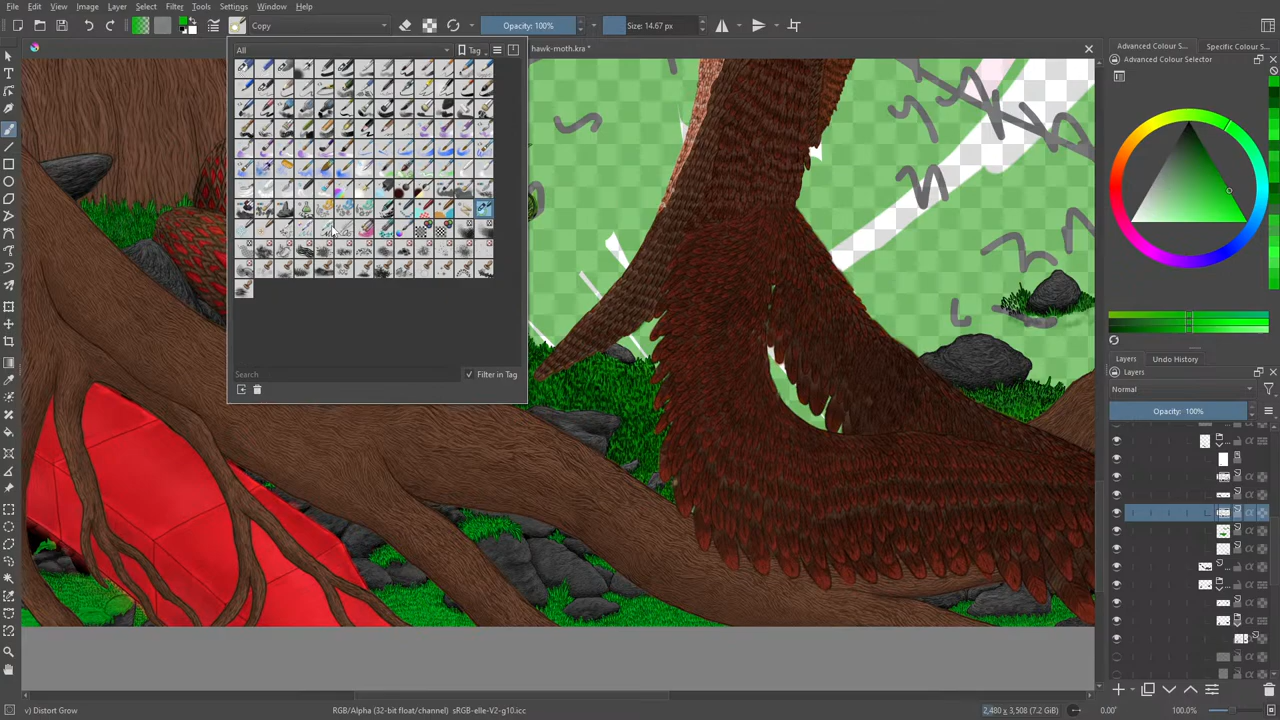 File Edit View Image Layer Select Filter Tools Settings Window Help
Copy
Opacity: 100%
Size: 14.67 px
All
Tag
hawk-moth.kra *
Advanced Colour S...
Specific Colour S...
Advanced Colour Selector
Search
Filter in Tag
Layers
Undo History
Layers
Normal
Opacity: 100%
v) Distort Grow
RGB/Alpha (32-bit float/channel) sRGB-elle-V2-g10.icc
2,480 x 3,508 (7.2 GiB)
0.00°
100.0%